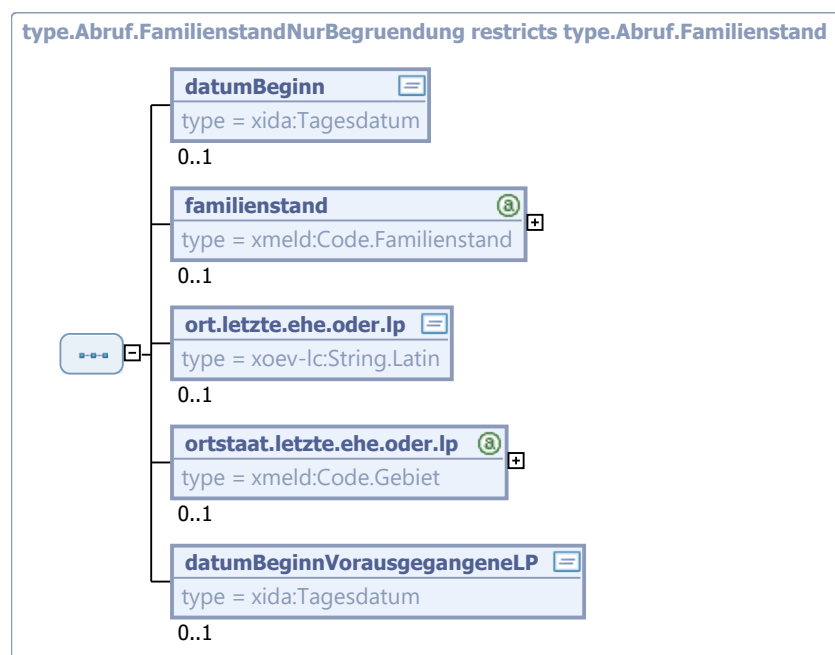 type.Abruf.FamilienstandNurBegruendung restricts type.Abruf.Familienstand
datumBeginn
type = xida:Tagesdatum
0..1
familienstand
type = xmeld:Code.Familienstand
0..1
ort.letzte.ehe.oder.lp
type = xoev-lc:String.Latin
0..1
ortstaat.letzte.ehe.oder.lp
type = xmeld:Code.Gebiet
0..1
datumBeginnVorausgegangeneLP
type = xida:Tagesdatum
0..1